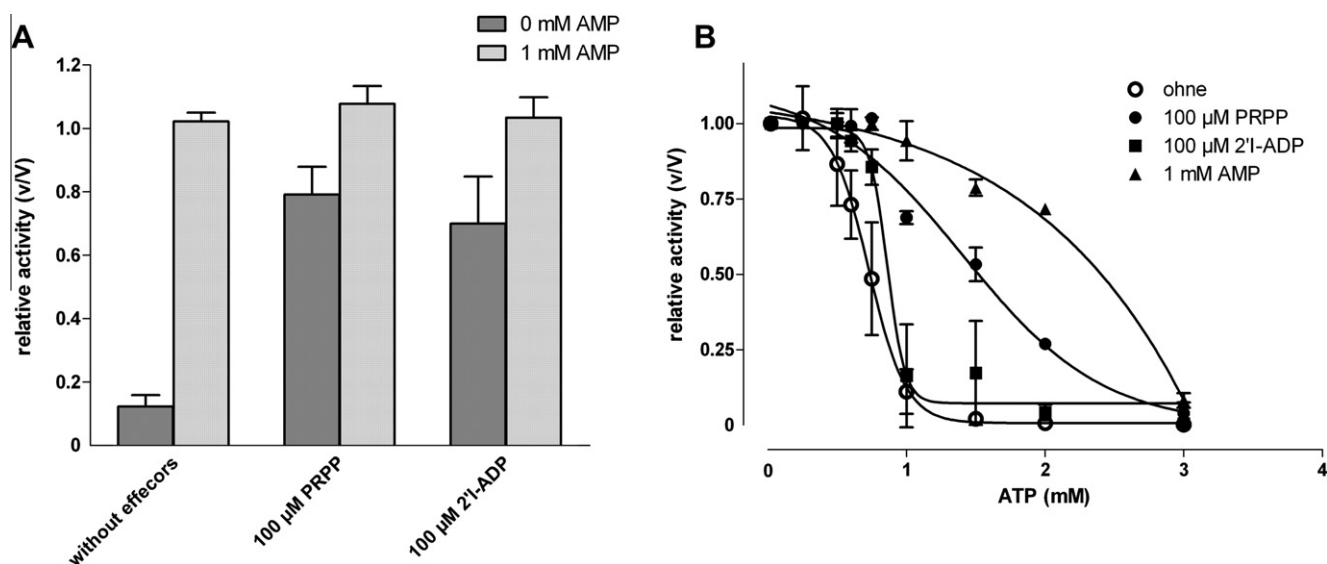 A
0 mM AMP
1 mM AMP
relative activity (v/V)
1.2
1.0
0.8
0.6
0.4
0.2
0
without effecors
100 µM PRPP
100 µM 2'I-ADP
B
ohne
100 µM PRPP
100 µM 2'I-ADP
1 mM AMP
relative activity (v/V)
1.00
0.75
0.50
0.25
0
0 1 2 3 4
ATP (mM)